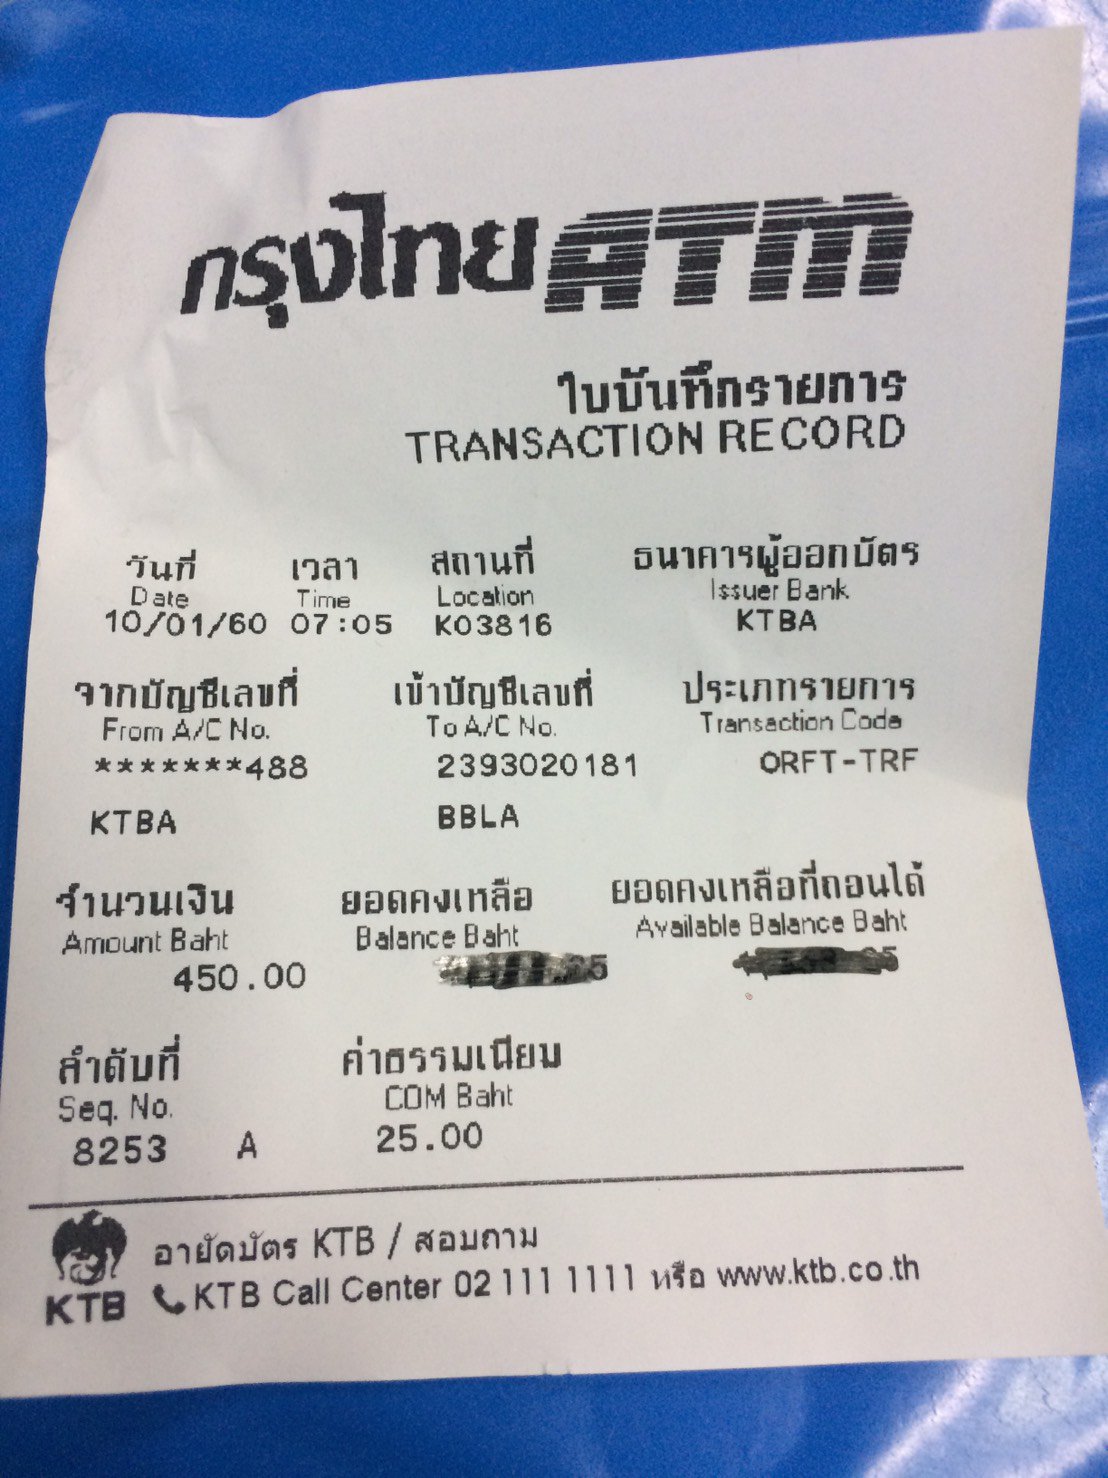 กรุงไทย ATM
ใบบันทึกรายการ
TRANSACTION RECORD
วันที่ เวลา สถานที่ ธนาคารผู้ออกบัตร
Date Time Location Issuer Bank
10/01/60 07:05 K03816 KTBA
จากบัญชีเลขที่ เข้าบัญชีเลขที่ ประเภทรายการ
From A/C No. To A/C No. Transaction Code
*******488 2393020181 ORFT-TRF
KTBA BBLA
จำนวนเงิน ยอดคงเหลือ ยอดคงเหลือที่ถอนได้
Amount Baht Balance Baht Available Balance Baht
450.00
ลำดับที่ ค่าธรรมเนียม
Seq. No. COM Baht
8253 A 25.00
อายัดบัตร KTB / สอบถาม
KTB KTB Call Center 02 111 1111 หรือ www.ktb.co.th